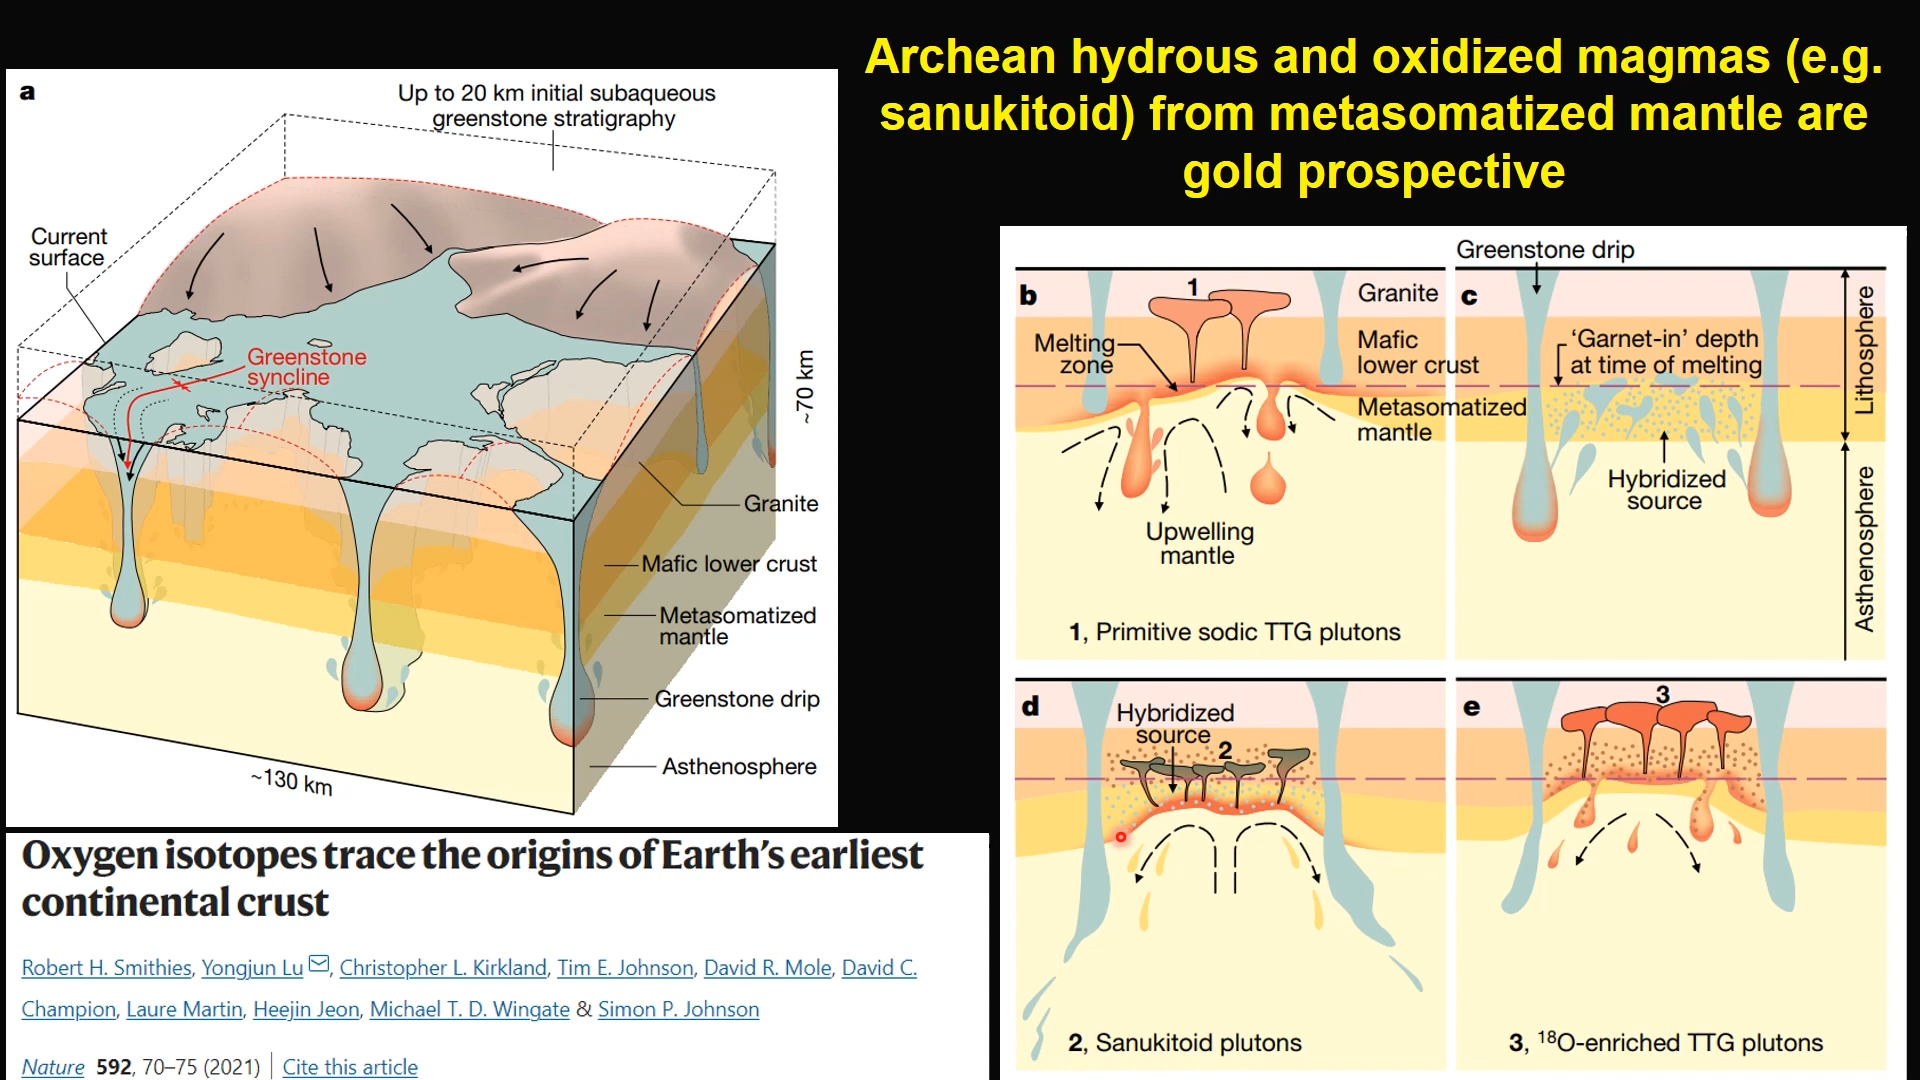 Archean hydrous and oxidized magmas (e.g.
sanukitoid) from metasomatized mantle are
gold prospective
a
Up to 20 km initial subaqueous
greenstone stratigraphy
Current
surface
Greenstone
syncline
~70 km
Granite
Mafic lower crust
Metasomatized
mantle
Greenstone drip
Asthenosphere
~130 km
Oxygen isotopes trace the origins of Earth’s earliest
continental crust
Robert H. Smithies, Yongjun Lu, Christopher L. Kirkland, Tim E. Johnson, David R. Mole, David C.
Champion, Laure Martin, Heejin Jeon, Michael T. D. Wingate & Simon P. Johnson
Nature 592, 70–75 (2021) | Cite this article
Greenstone drip
b
1
Granite
Melting
zone
Mafic
lower crust
Metasomatized
mantle
Upwelling
mantle
1, Primitive sodic TTG plutons
c
‘Garnet-in’ depth
at time of melting
Hybridized
source
Lithosphere
Asthenosphere
d
Hybridized
source
2
2, Sanukitoid plutons
e
3
3, ¹⁸O-enriched TTG plutons